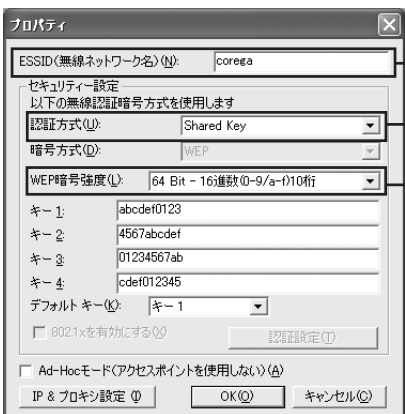 プロパティ
ESSID(無線ネットワーク名)(N): corega
セキュリティー設定
以下の無線認証暗号方式を使用します
認証方式(U): Shared Key
暗号方式(D): WEP
WEP暗号強度(L): 64 Bit - 16進数(0-9/a-f)10桁
キー 1: abcdef0123
キー 2: 4567abcdef
キー 3: 01234567ab
キー 4: cdef012345
デフォルト キー(K): キー 1
802.1xを有効にする(X) 認証設定(T)
Ad-Hocモード(アクセスポイントを使用しない)(A)
IP & プロキシ設定 (I) OK(O) キャンセル(C)